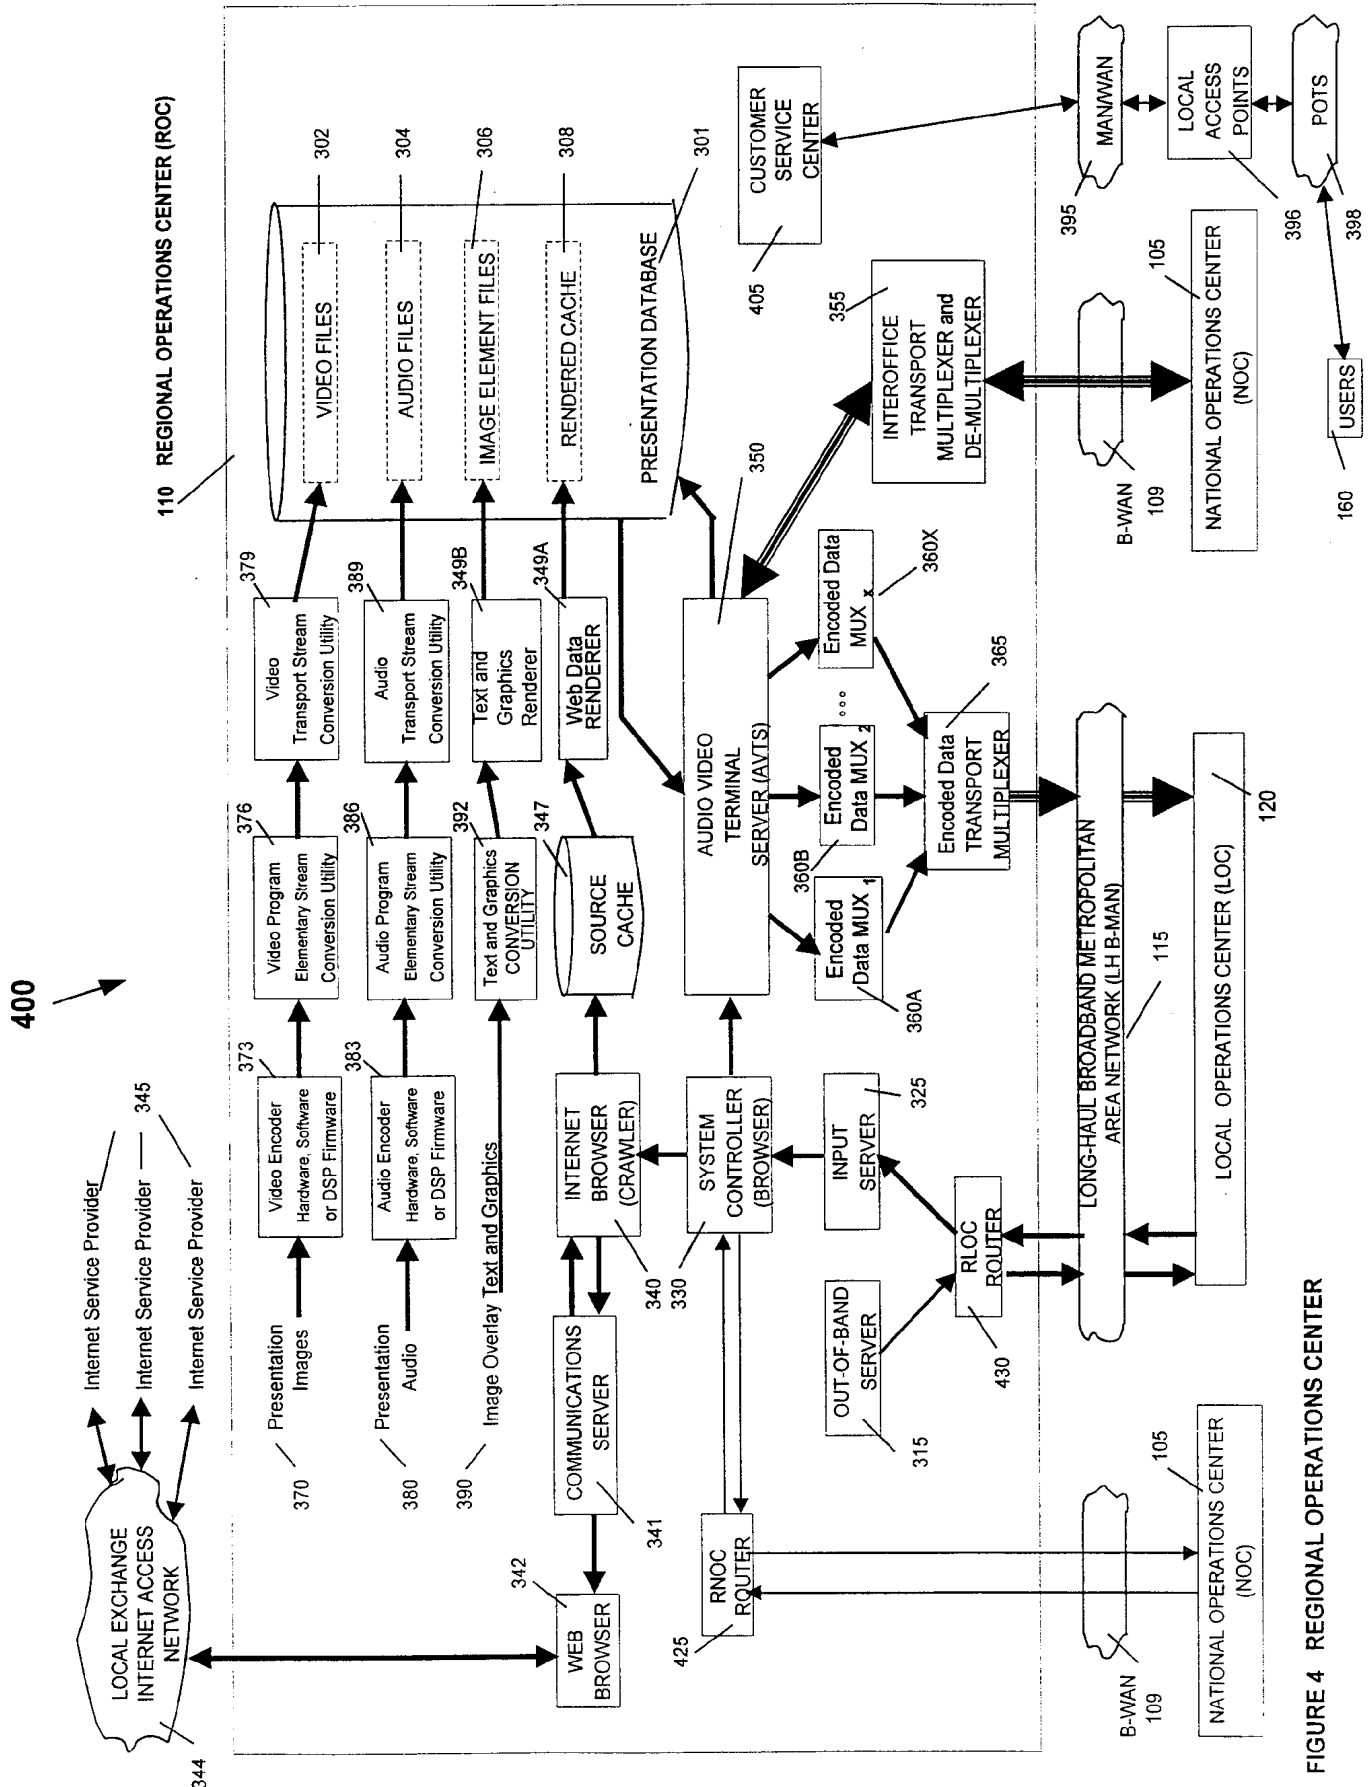 400
344
LOCAL EXCHANGE
INTERNET ACCESS
NETWORK
Internet Service Provider
Internet Service Provider
Internet Service Provider
345
110 REGIONAL OPERATIONS CENTER (ROC)
370
Presentation
Images
373
Video Encoder
Hardware, Software
or DSP Firmware
376
Video Program
Elementary Stream
Conversion Utility
379
Video
Transport Stream
Conversion Utility
VIDEO FILES
302
380
Presentation
Audio
383
Audio Encoder
Hardware, Software
or DSP Firmware
386
Audio Program
Elementary Stream
Conversion Utility
389
Audio
Transport Stream
Conversion Utility
AUDIO FILES
304
390
Image Overlay Text and Graphics
392
Text and Graphics
CONVERSION
UTILITY
349B
Text and
Graphics
Renderer
IMAGE ELEMENT FILES
306
342
WEB
BROWSER
COMMUNICATIONS
SERVER
341
INTERNET
BROWSER
(CRAWLER)
340
347
SOURCE
CACHE
349A
Web Data
RENDERER
RENDERED CACHE
308
PRESENTATION DATABASE
301
RNOC
ROUTER
425
330
SYSTEM
CONTROLLER
(BROWSER)
AUDIO VIDEO
TERMINAL
SERVER (AVTS)
350
CUSTOMER
SERVICE
CENTER
405
OUT-OF-BAND
SERVER
315
INPUT
SERVER
325
Encoded
Data MUX 1
360A
Encoded
Data MUX 2
360B
...
Encoded Data
MUX x
360X
INTEROFFICE
TRANSPORT
MULTIPLEXER and
DE-MULTIPLEXER
355
RLOC
ROUTER
430
Encoded Data
TRANSPORT
MULTIPLEXER
365
B-WAN
109
LONG-HAUL BROADBAND METROPOLITAN
AREA NETWORK (LH B-MAN)
115
B-WAN
109
395
MAN/WAN
105
NATIONAL OPERATIONS CENTER
(NOC)
LOCAL OPERATIONS CENTER (LOC)
120
105
NATIONAL OPERATIONS CENTER
(NOC)
LOCAL
ACCESS
POINTS
396
POTS
398
USERS
160
FIGURE 4 REGIONAL OPERATIONS CENTER